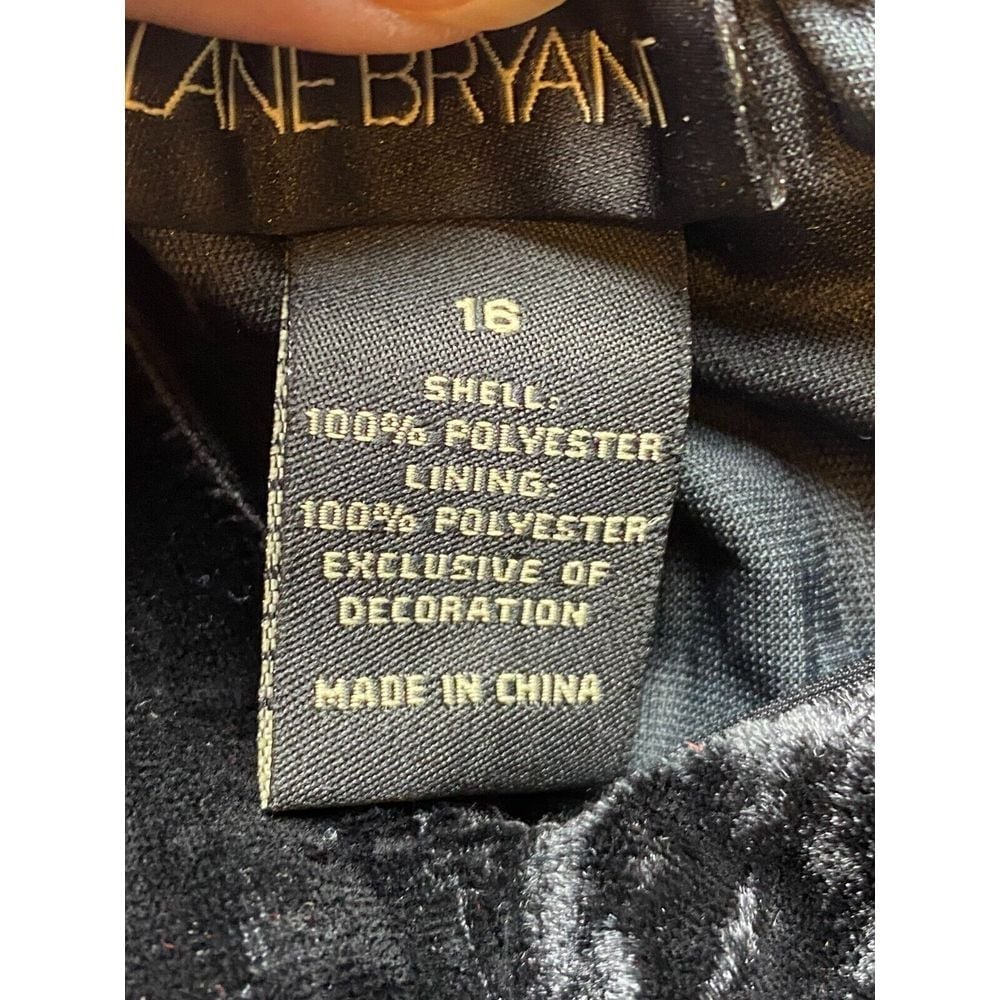 LANE BRYANT
16
SHELL:
100% POLYESTER
LINING:
100% POLYESTER
EXCLUSIVE OF
DECORATION
MADE IN CHINA